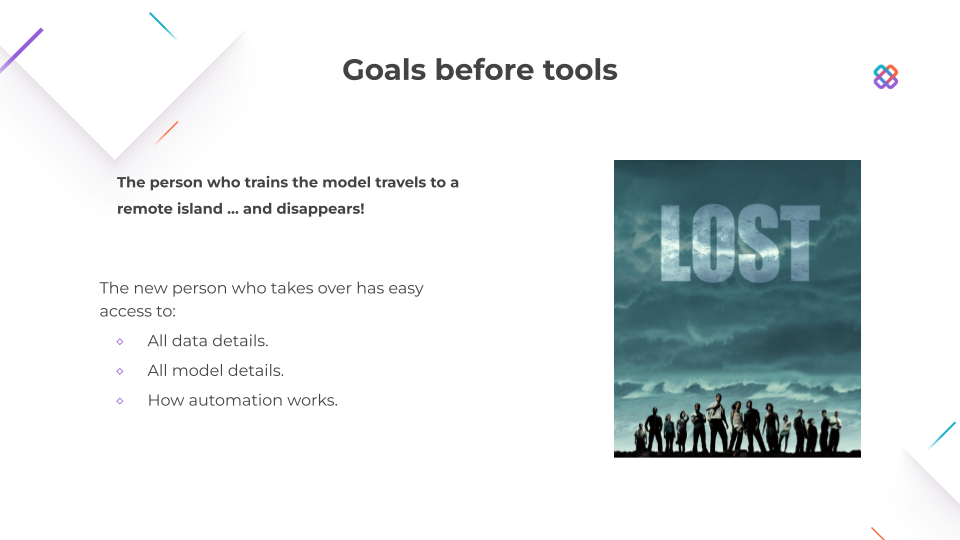 Goals before tools
The person who trains the model travels to a
remote island ... and disappears!
LOST
The new person who takes over has easy
access to:
All data details.
All model details.
How automation works.